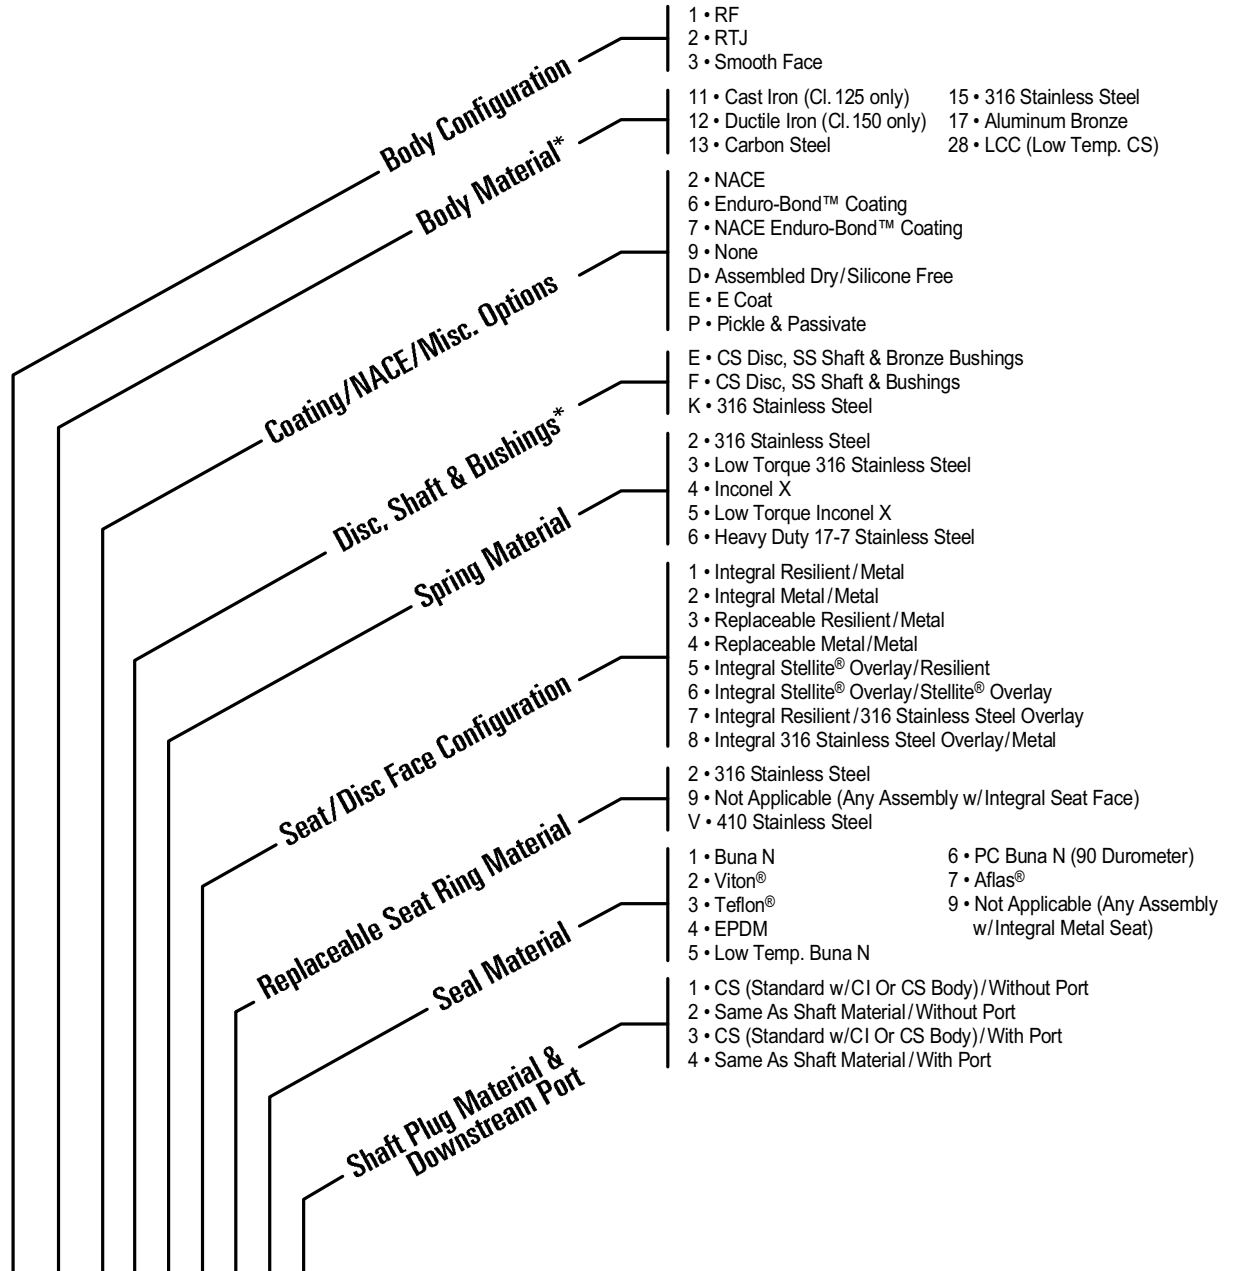 Body Configuration
1 • RF
2 • RTJ
3 • Smooth Face
Body Material*
11 • Cast Iron (Cl. 125 only)
12 • Ductile Iron (Cl. 150 only)
13 • Carbon Steel
15 • 316 Stainless Steel
17 • Aluminum Bronze
28 • LCC (Low Temp. CS)
Coating/NACE/Misc. Options
2 • NACE
6 • Enduro-Bond™ Coating
7 • NACE Enduro-Bond™ Coating
9 • None
D • Assembled Dry/Silicone Free
E • E Coat
P • Pickle & Passivate
Disc, Shaft & Bushings*
E • CS Disc, SS Shaft & Bronze Bushings
F • CS Disc, SS Shaft & Bushings
K • 316 Stainless Steel
Spring Material
2 • 316 Stainless Steel
3 • Low Torque 316 Stainless Steel
4 • Inconel X
5 • Low Torque Inconel X
6 • Heavy Duty 17-7 Stainless Steel
Seat/Disc Face Configuration
1 • Integral Resilient/Metal
2 • Integral Metal/Metal
3 • Replaceable Resilient/Metal
4 • Replaceable Metal/Metal
5 • Integral Stellite® Overlay/Resilient
6 • Integral Stellite® Overlay/Stellite® Overlay
7 • Integral Resilient/316 Stainless Steel Overlay
8 • Integral 316 Stainless Steel Overlay/Metal
Replaceable Seat Ring Material
2 • 316 Stainless Steel
9 • Not Applicable (Any Assembly w/Integral Seat Face)
V • 410 Stainless Steel
Seal Material
1 • Buna N
2 • Viton®
3 • Teflon®
4 • EPDM
5 • Low Temp. Buna N
6 • PC Buna N (90 Durometer)
7 • Aflas®
9 • Not Applicable (Any Assembly
w/Integral Metal Seat)
Shaft Plug Material &
Downstream Port
1 • CS (Standard w/CI Or CS Body)/Without Port
2 • Same As Shaft Material/Without Port
3 • CS (Standard w/CI Or CS Body)/With Port
4 • Same As Shaft Material/With Port